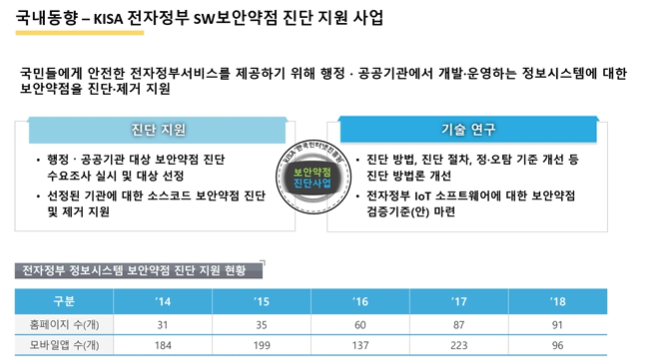 국내동향 – KISA 전자정부 SW보안약점 진단 지원 사업
국민들에게 안전한 전자정부서비스를 제공하기 위해 행정 · 공공기관에서 개발·운영하는 정보시스템에 대한
보안약점을 진단·제거 지원
진단 지원
• 행정 · 공공기관 대상 보안약점 진단
수요조사 실시 및 대상 선정
• 선정된 기관에 대한 소스코드 보안약점 진단
및 제거 지원
KISA 한국인터넷진흥원
보안약점
진단사업
기술 연구
• 진단 방법, 진단 절차, 정·오탐 기준 개선 등
진단 방법론 개선
• 전자정부 IoT 소프트웨어에 대한 보안약점
검증기준(안) 마련
전자정부 정보시스템 보안약점 진단 지원 현황
구분 '14 '15 '16 '17 '18
홈페이지 수(개) 31 35 60 87 91
모바일앱 수(개) 184 199 137 223 96